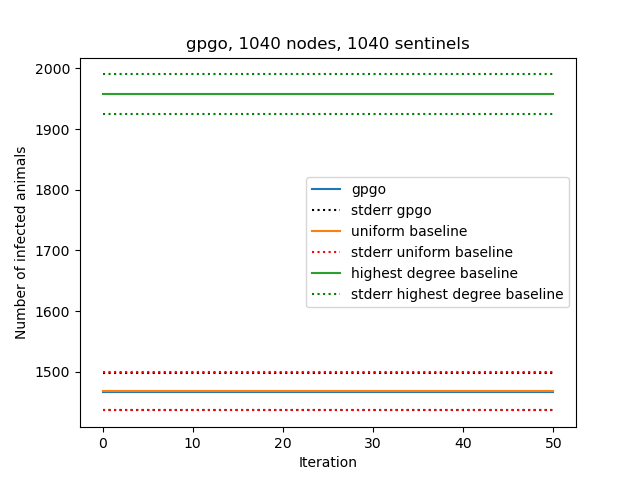 gpgo, 1040 nodes, 1040 sentinels
2000
1900
1800
1700
1600
1500
Number of infected animals
gpgo
stderr gpgo
uniform baseline
stderr uniform baseline
highest degree baseline
stderr highest degree baseline
0 10 20 30 40 50
Iteration